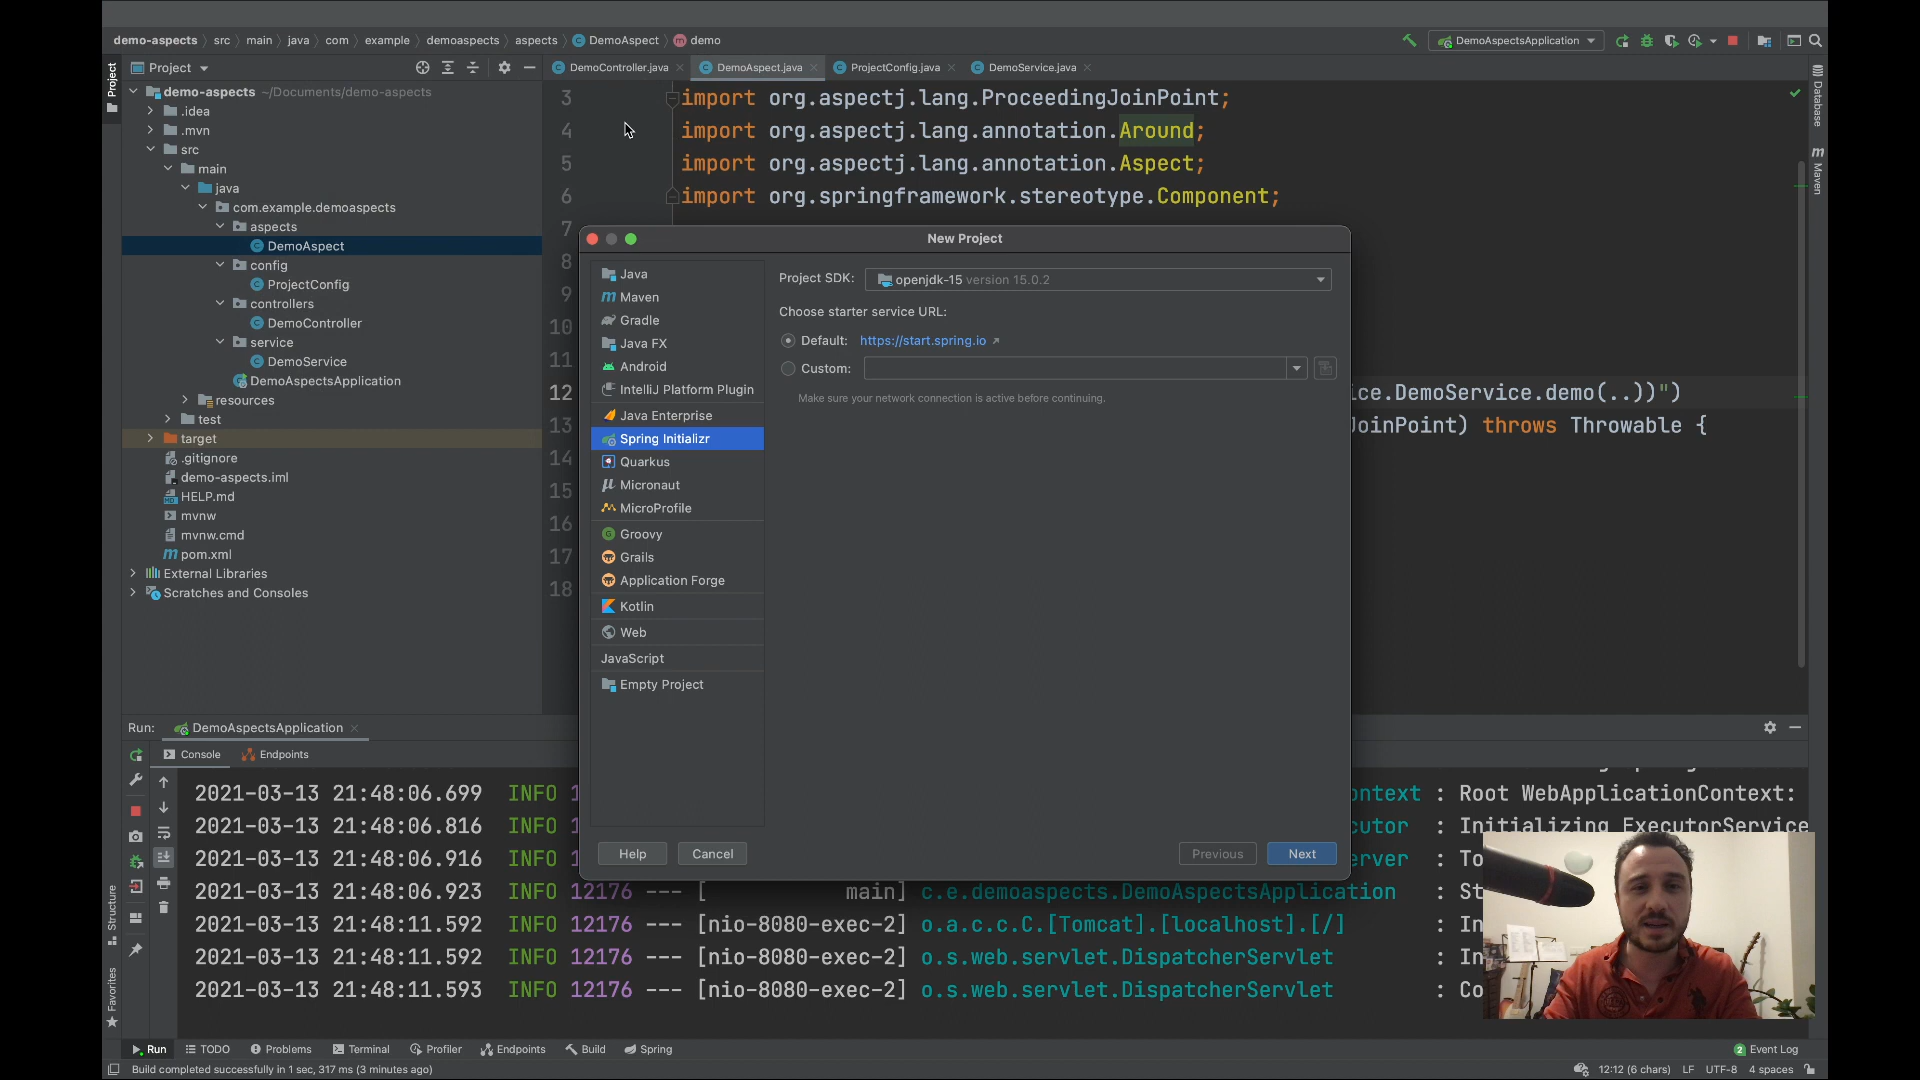 demo-aspects src main java com example demoaspects aspects DemoAspect demo
DemoAspectsApplication
Project
DemoController.java
DemoAspect.java
ProjectConfig.java
DemoService.java
Project
demo-aspects ~/Documents/demo-aspects
.idea
.mvn
src
main
java
com.example.demoaspects
aspects
DemoAspect
config
ProjectConfig
controllers
DemoController
service
DemoService
DemoAspectsApplication
resources
test
target
.gitignore
demo-aspects.iml
HELP.md
mvnw
mvnw.cmd
pom.xml
External Libraries
Scratches and Consoles
3 import org.aspectj.lang.ProceedingJoinPoint;
4 import org.aspectj.lang.annotation.Around;
5 import org.aspectj.lang.annotation.Aspect;
6 import org.springframework.stereotype.Component;
7
8
9
10
11
12 ice.DemoService.demo(..))")
13 JoinPoint) throws Throwable {
14
15
16
17
18
Database
Maven
New Project
Java
Maven
Gradle
Java FX
Android
IntelliJ Platform Plugin
Java Enterprise
Spring Initializr
Quarkus
Micronaut
MicroProfile
Groovy
Grails
Application Forge
Kotlin
Web
JavaScript
Empty Project
Project SDK: openjdk-15 version 15.0.2
Choose starter service URL:
Default: https://start.spring.io
Custom:
Make sure your network connection is active before continuing.
Help
Cancel
Previous
Next
Run: DemoAspectsApplication
Console
Endpoints
2021-03-13 21:48:06.699 INFO 1 ontext : Root WebApplicationContext:
2021-03-13 21:48:06.816 INFO 1 cutor : Initializing ExecutorService
2021-03-13 21:48:06.916 INFO 1 erver : To
2021-03-13 21:48:06.923 INFO 12176 --- [ main] c.e.demoaspects.DemoAspectsApplication : St
2021-03-13 21:48:11.592 INFO 12176 --- [nio-8080-exec-2] o.a.c.c.C.[Tomcat].[localhost].[/] : In
2021-03-13 21:48:11.592 INFO 12176 --- [nio-8080-exec-2] o.s.web.servlet.DispatcherServlet : In
2021-03-13 21:48:11.593 INFO 12176 --- [nio-8080-exec-2] o.s.web.servlet.DispatcherServlet : Co
Structure
Favorites
Run
TODO
Problems
Terminal
Profiler
Endpoints
Build
Spring
2 Event Log
Build completed successfully in 1 sec, 317 ms (3 minutes ago)
12:12 (6 chars) LF UTF-8 4 spaces